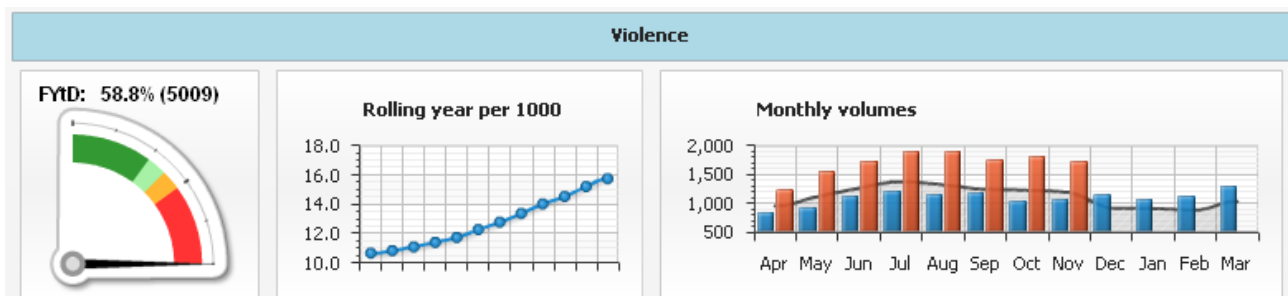 Violence
FYtD: 58.8% (5009)
Rolling year per 1000
18.0
16.0
14.0
12.0
10.0
Monthly volumes
2,000
1,500
1,000
500
Apr May Jun Jul Aug Sep Oct Nov Dec Jan Feb Mar